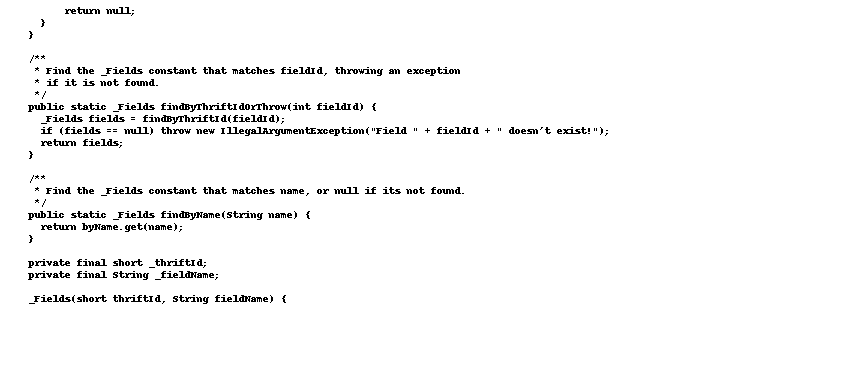 return null;
}
}
/**
* Find the _Fields constant that matches fieldId, throwing an exception
* if it is not found.
*/
public static _Fields findByThriftIdOrThrow(int fieldId) {
_Fields fields = findByThriftId(fieldId);
if (fields == null) throw new IllegalArgumentException("Field " + fieldId + " doesn't exist!");
return fields;
}
/**
* Find the _Fields constant that matches name, or null if its not found.
*/
public static _Fields findByName(String name) {
return byName.get(name);
}
private final short _thriftId;
private final String _fieldName;
_Fields(short thriftId, String fieldName) {